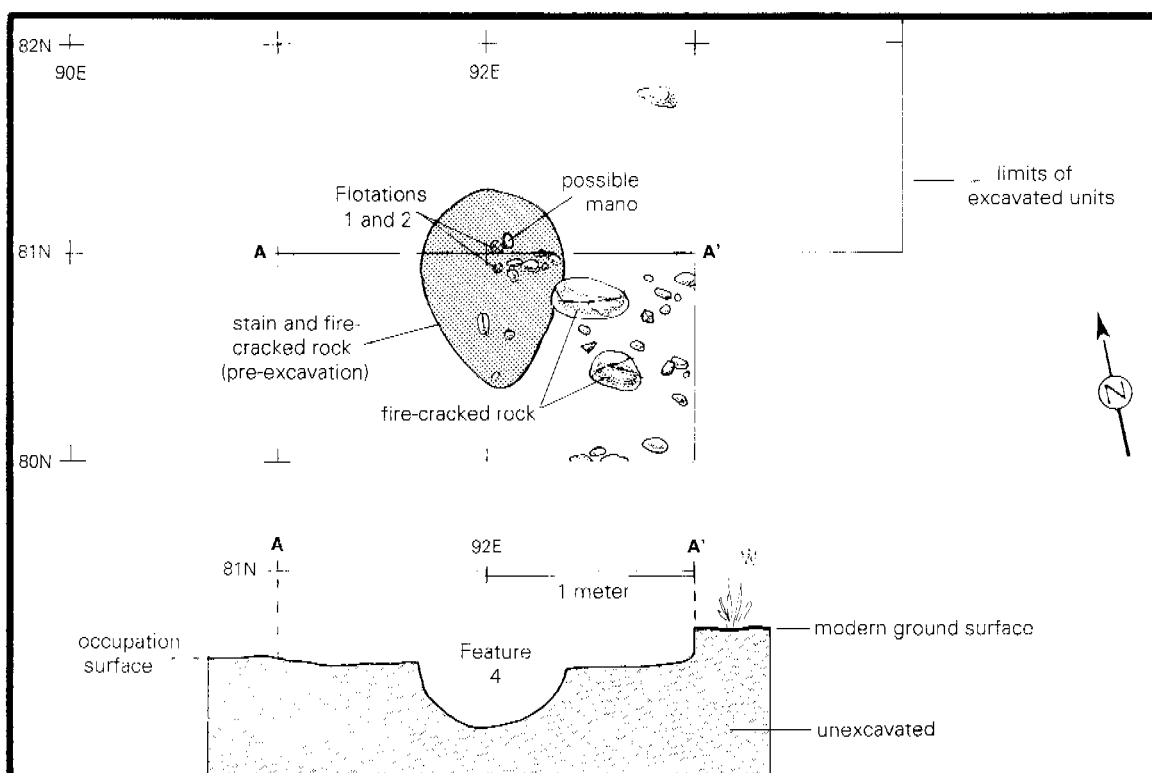 82N
90E
92E
Flotations
1 and 2
possible
mano
limits of
excavated units
A
81N
A'
stain and fire-
cracked rock
(pre-excavation)
fire-cracked rock
N
80N
A
92E
A'
81N
1 meter
occupation
surface
Feature
4
modern ground surface
unexcavated